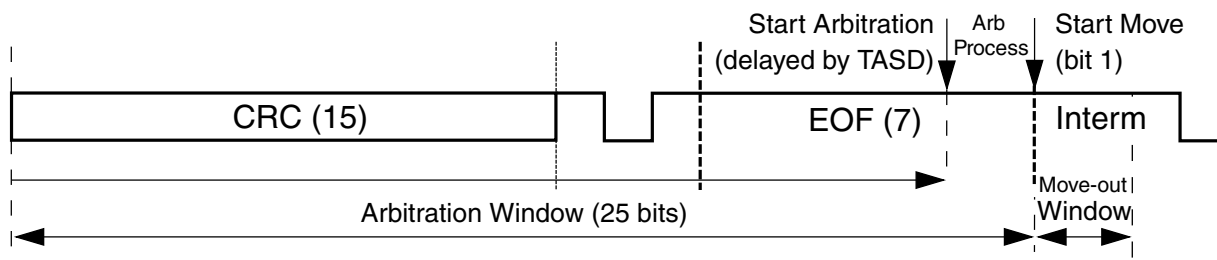 Start Arbitration
(delayed by TASD)
Arb
Process
Start Move
(bit 1)
CRC (15)
EOF (7)
Interm
Arbitration Window (25 bits)
Move-out
Window